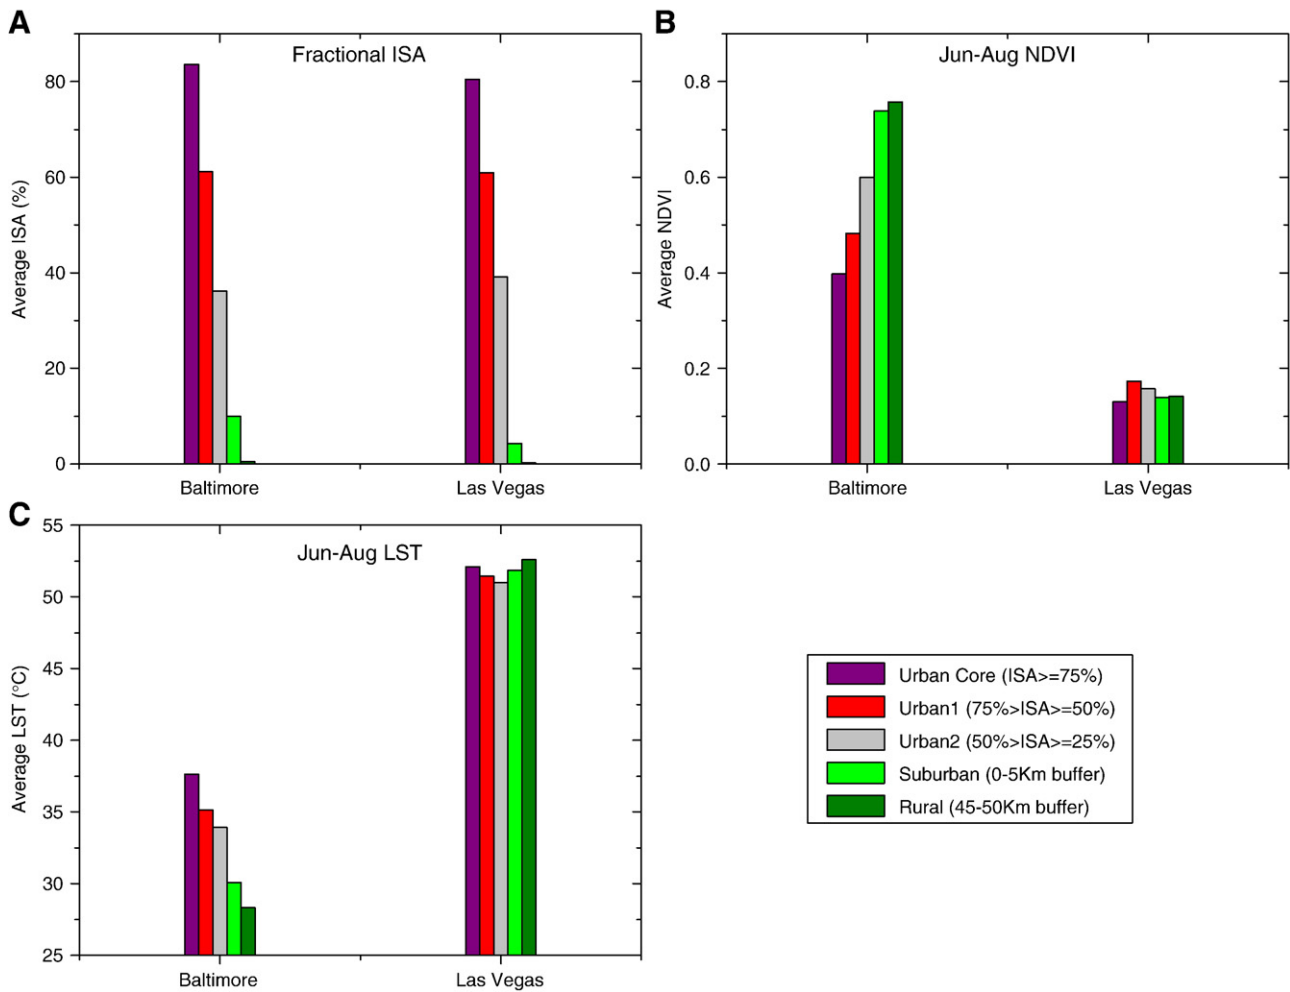 A
Fractional ISA
Average ISA (%)
80
60
40
20
0
Baltimore
Las Vegas
B
Jun-Aug NDVI
Average NDVI
0.8
0.6
0.4
0.2
0.0
Baltimore
Las Vegas
C
Jun-Aug LST
Average LST (°C)
55
50
45
40
35
30
25
Baltimore
Las Vegas
Urban Core (ISA>=75%)
Urban1 (75%>ISA>=50%)
Urban2 (50%>ISA>=25%)
Suburban (0-5Km buffer)
Rural (45-50Km buffer)